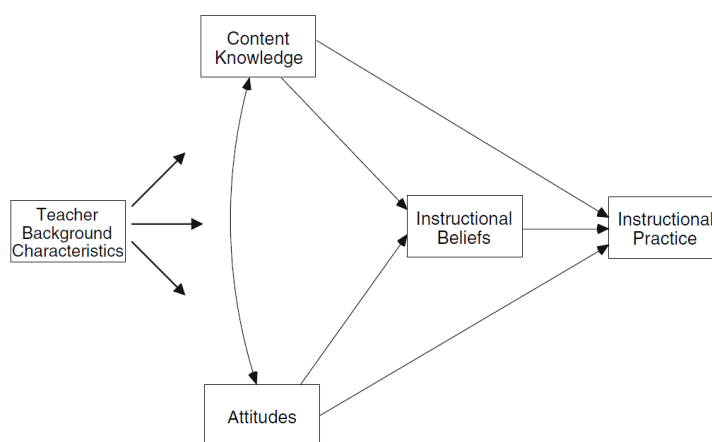 Content
Knowledge
Teacher
Background
Characteristics
Instructional
Beliefs
Instructional
Practice
Attitudes